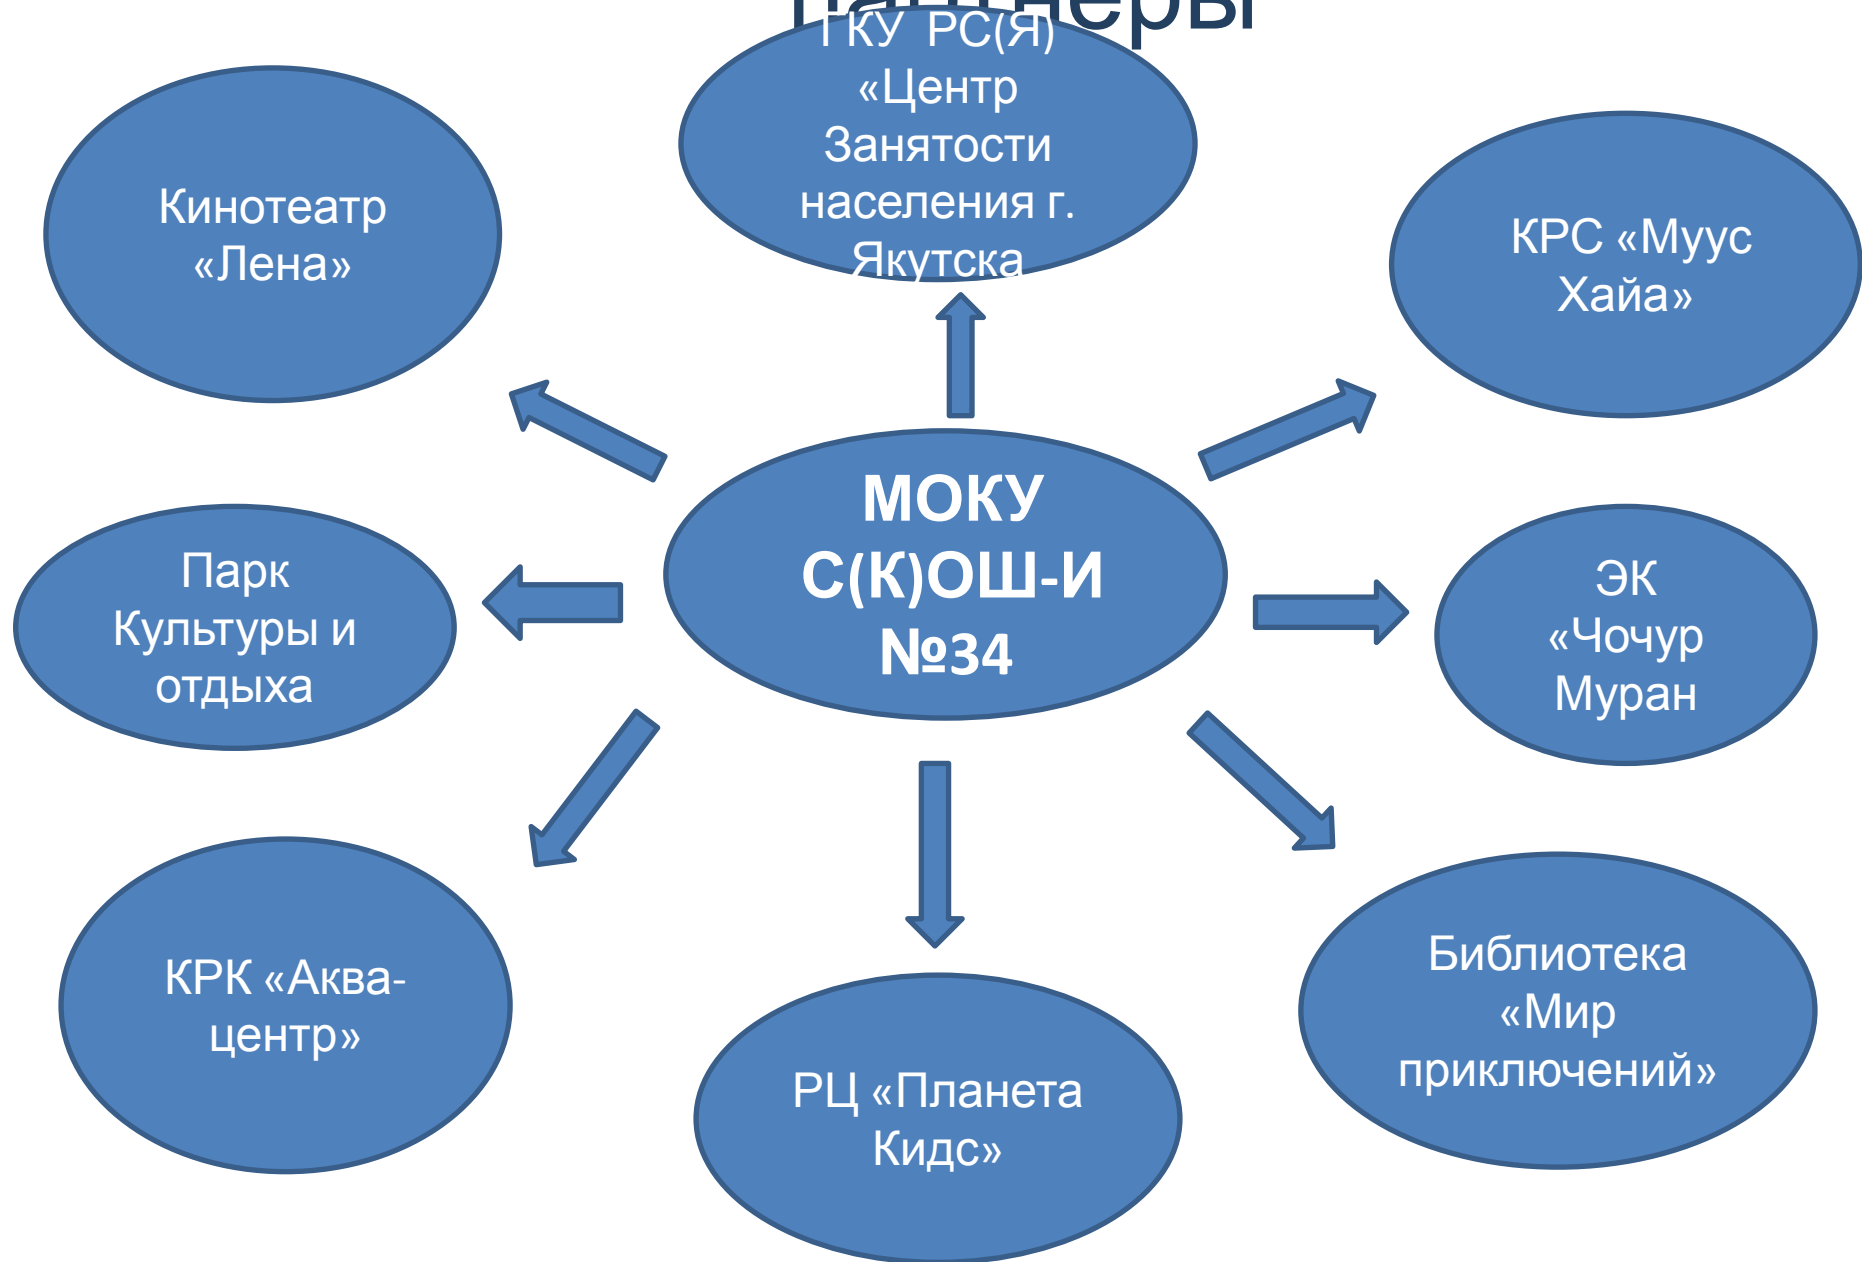 партнеры
ГКУ РС(Я)
«Центр
Занятости
населения г.
Якутска
Кинотеатр
«Лена»
КРС «Муус
Хайа»
МОКУ
С(К)ОШ-И
№34
Парк
Культуры и
отдыха
ЭК
«Чочур
Муран
КРК «Аква-
центр»
РЦ «Планета
Кидс»
Библиотека
«Мир
приключений»